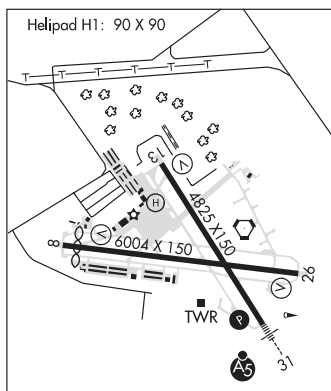 Helipad H1: 90 X 90
T T T T T T
13
V
4825 X 150
H
V
8
6004 X 150
26
V
TWR
P
A5
31